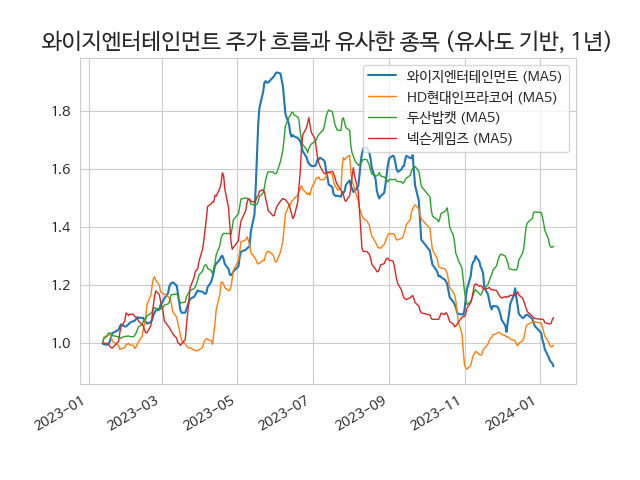 와이지엔터테인먼트 주가 흐름과 유사한 종목 (유사도 기반, 1년)
와이지엔터테인먼트 (MA5)
HD현대인프라코어 (MA5)
두산밥캣 (MA5)
넥슨게임즈 (MA5)
1.8
1.6
1.4
1.2
1.0
2023-01
2023-03
2023-05
2023-07
2023-09
2023-11
2024-01